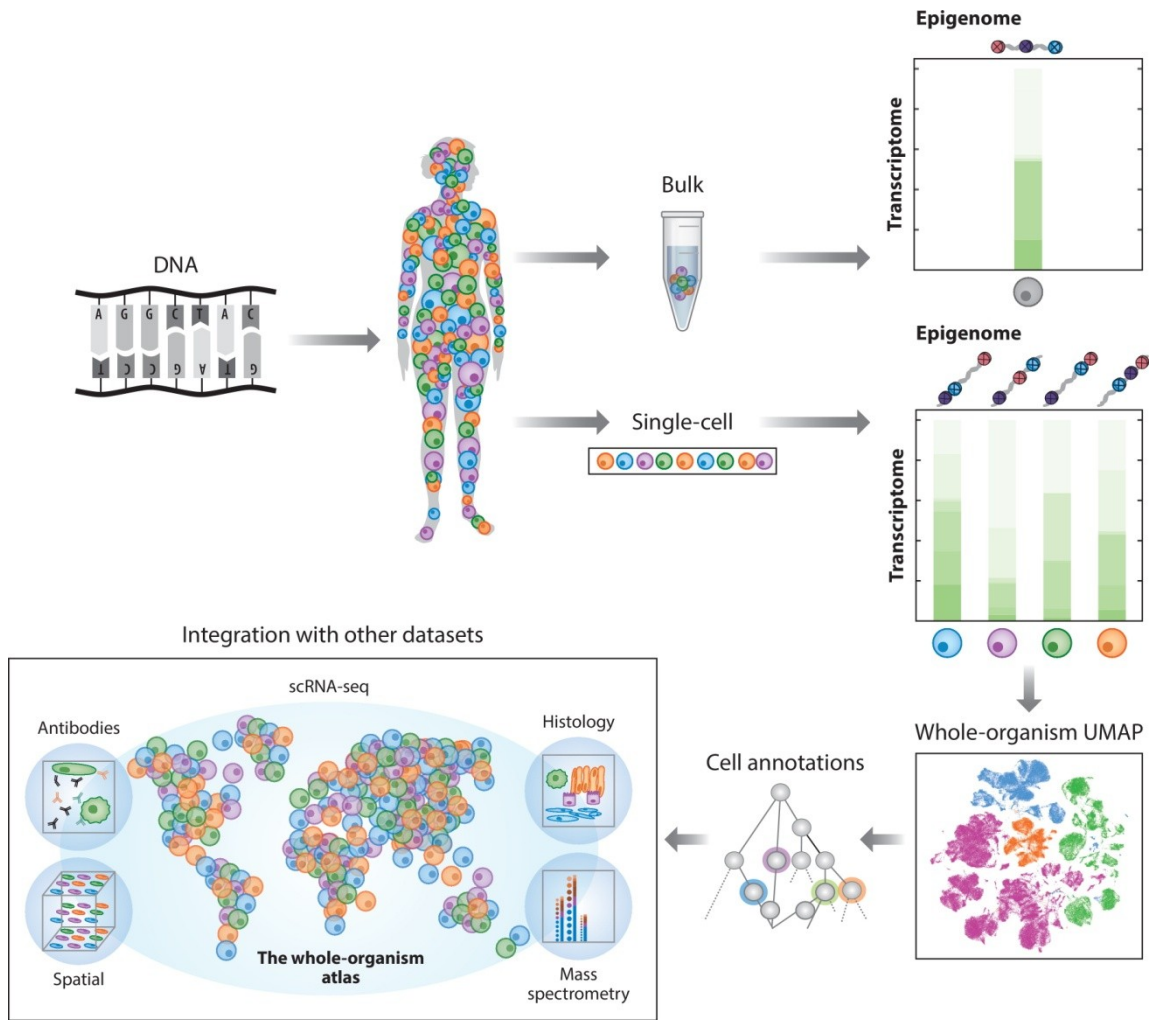 Epigenome
Transcriptome
Bulk
DNA
A G G C T A C
T C C G A T G
Epigenome
Single-cell
Transcriptome
Integration with other datasets
scRNA-seq
Antibodies
Histology
Spatial
The whole-organism
atlas
Mass
spectrometry
Cell annotations
Whole-organism UMAP